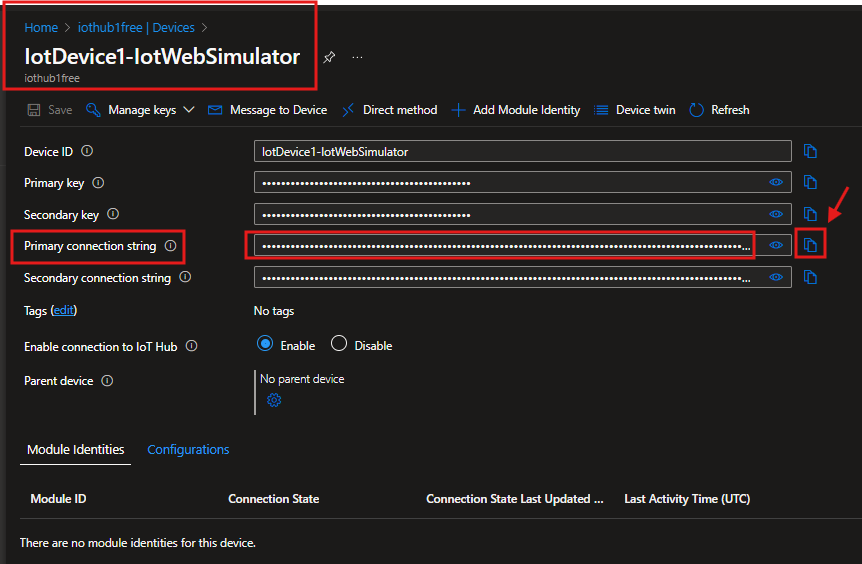 Home > iothub1free | Devices >
IotDevice1-IotWebSimulator ...
iothub1free
Save Manage keys Message to Device Direct method Add Module Identity Device twin Refresh
Device ID IotDevice1-IotWebSimulator
Primary key
Secondary key
Primary connection string ...
Secondary connection string ...
Tags (edit) No tags
Enable connection to IoT Hub Enable Disable
Parent device No parent device
Module Identities Configurations
Module ID Connection State Connection State Last Updated ... Last Activity Time (UTC)
There are no module identities for this device.